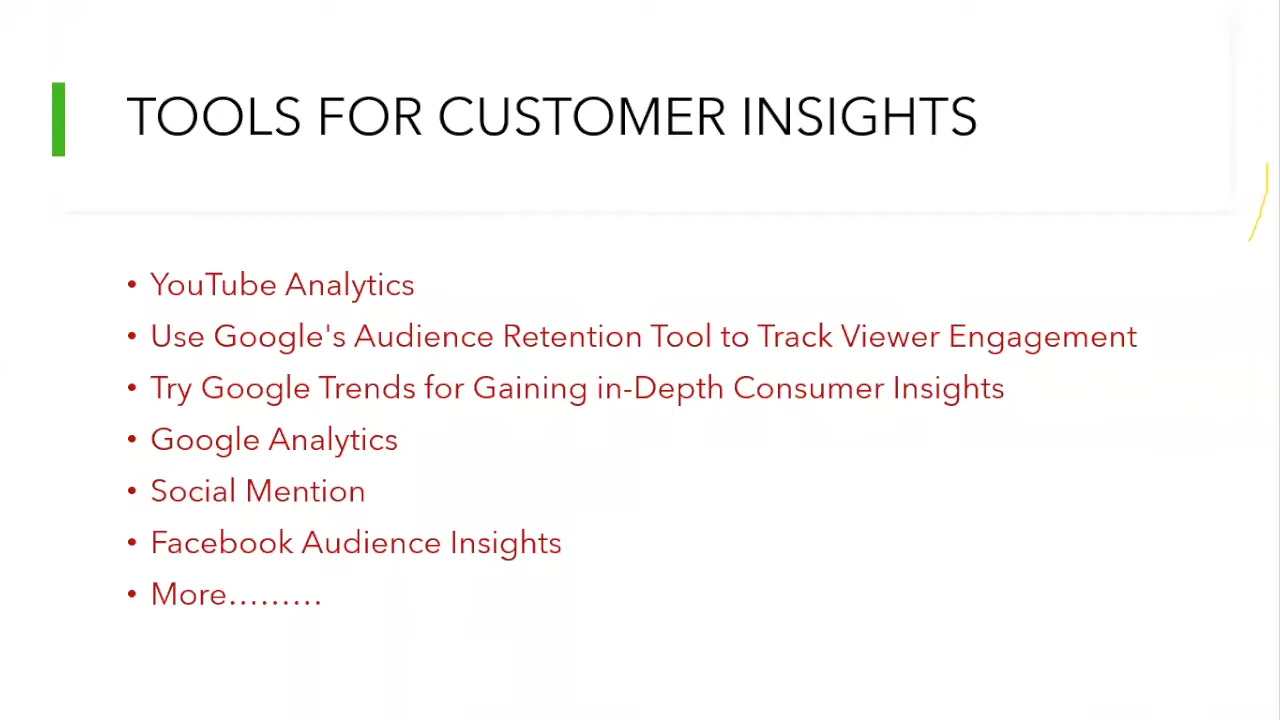 TOOLS FOR CUSTOMER INSIGHTS
• YouTube Analytics
• Use Google's Audience Retention Tool to Track Viewer Engagement
• Try Google Trends for Gaining in-Depth Consumer Insights
• Google Analytics
• Social Mention
• Facebook Audience Insights
• More.........